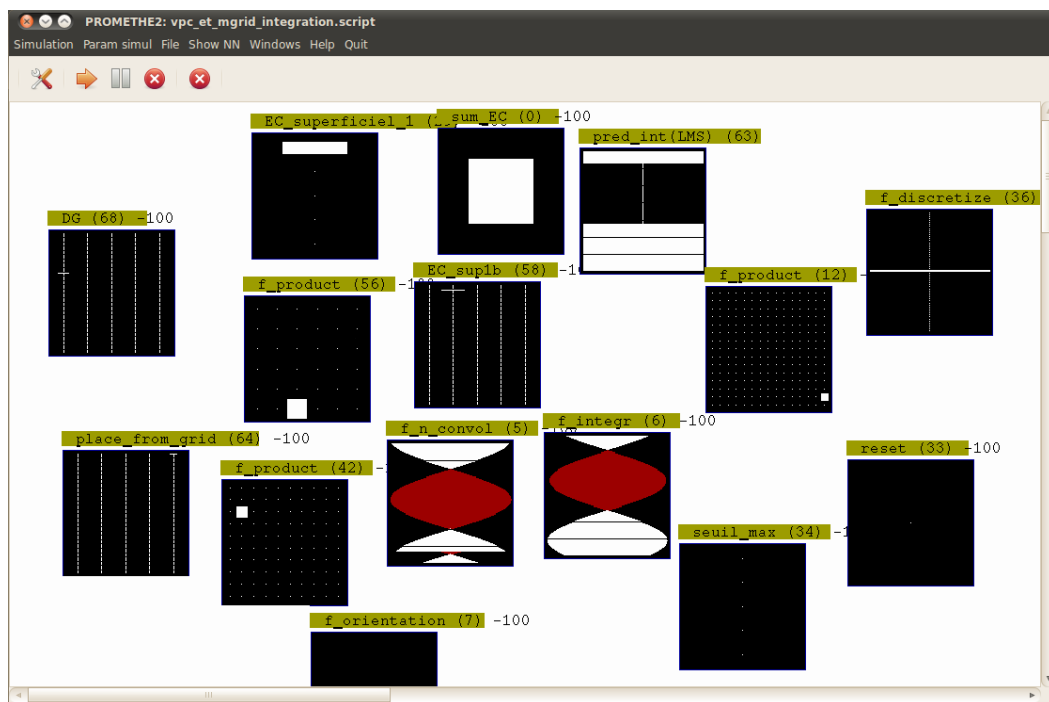 PROMETHE2: vpc_et_mgrid_integration.script
Simulation Param simul File Show NN Windows Help Quit
EC_superficiel_1
sum_EC (0) -100
pred_int(LMS) (63)
f_discretize (36)
DG (68) -100
f_product (56)
EC_sup1b (58)
f_product (12)
place_from_grid (64) -100
f_product (42)
f_n_convol (5)
f_integr (6) -100
reset (33) -100
seuil_max (34)
f_orientation (7) -100